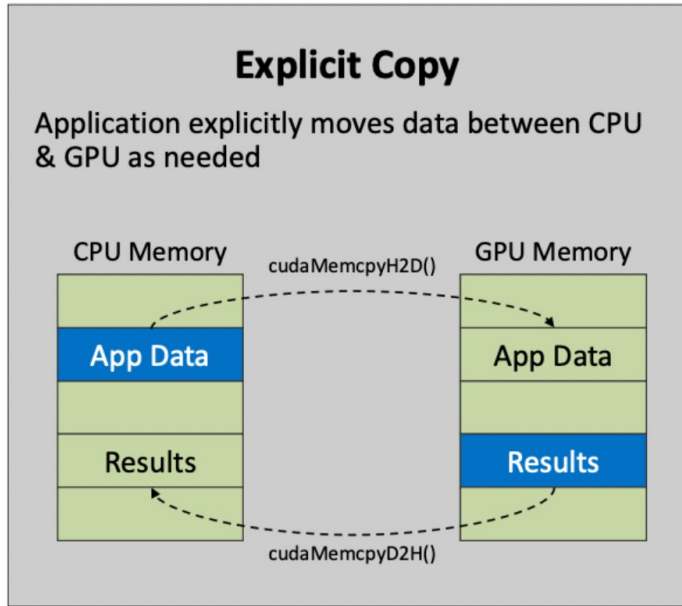 Explicit Copy
Application explicitly moves data between CPU
& GPU as needed
CPU Memory
cudaMemcpyH2D()
GPU Memory
App Data
App Data
Results
Results
cudaMemcpyD2H()